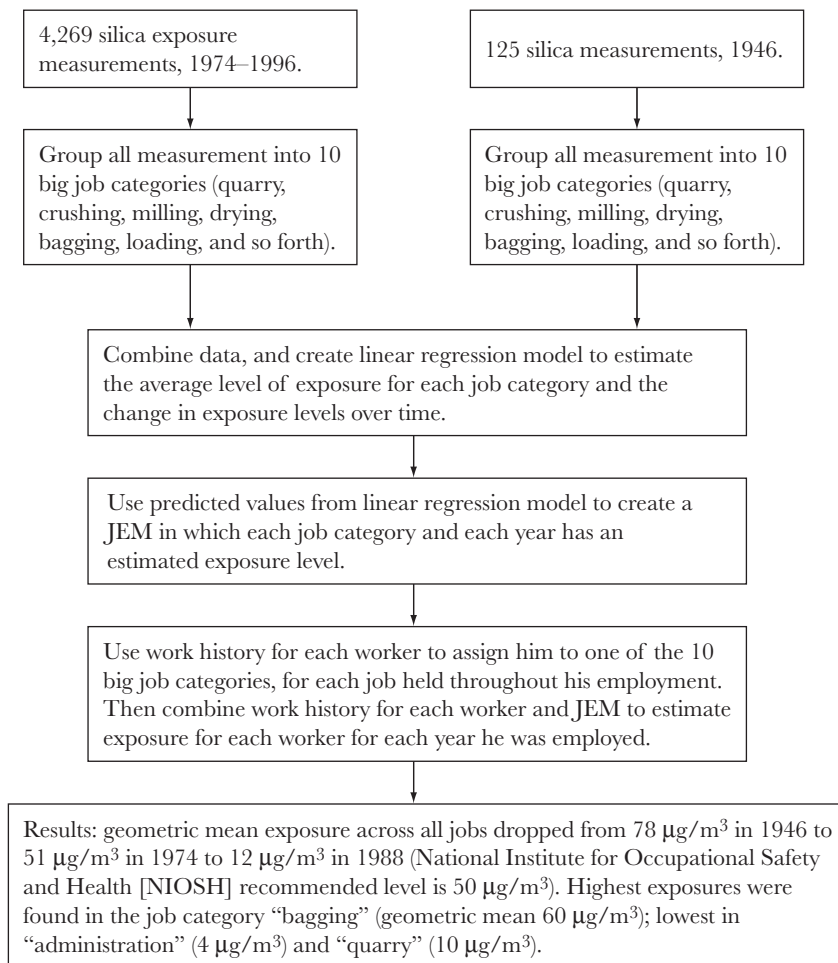 4,269 silica exposure
measurements, 1974–1996.
125 silica measurements, 1946.
Group all measurement into 10
big job categories (quarry,
crushing, milling, drying,
bagging, loading, and so forth).
Group all measurement into 10
big job categories (quarry,
crushing, milling, drying,
bagging, loading, and so forth).
Combine data, and create linear regression model to estimate
the average level of exposure for each job category and the
change in exposure levels over time.
Use predicted values from linear regression model to create a
JEM in which each job category and each year has an
estimated exposure level.
Use work history for each worker to assign him to one of the 10
big job categories, for each job held throughout his employment.
Then combine work history for each worker and JEM to estimate
exposure for each worker for each year he was employed.
Results: geometric mean exposure across all jobs dropped from 78 μg/m³ in 1946 to
51 μg/m³ in 1974 to 12 μg/m³ in 1988 (National Institute for Occupational Safety
and Health [NIOSH] recommended level is 50 μg/m³). Highest exposures were
found in the job category “bagging” (geometric mean 60 μg/m³); lowest in
“administration” (4 μg/m³) and “quarry” (10 μg/m³).